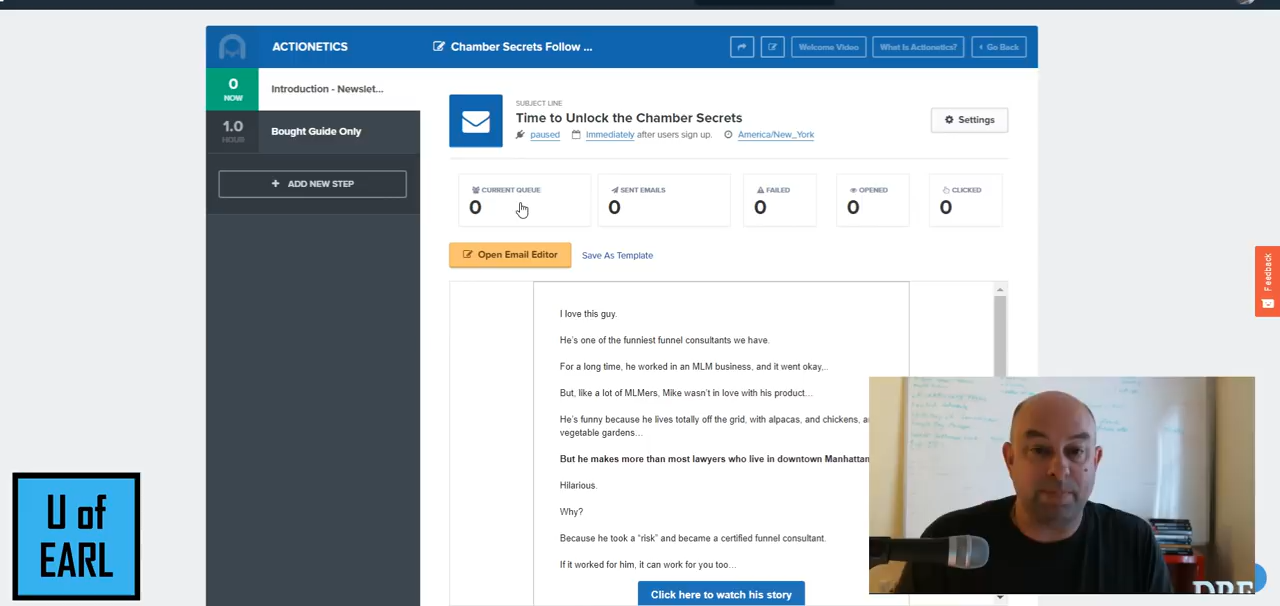 ACTIONETICS
Chamber Secrets Follow ...
Welcome Video
What Is Actionetics?
Go Back
0
NOW
Introduction - Newslet...
1.0
HOUR
Bought Guide Only
ADD NEW STEP
SUBJECT LINE
Time to Unlock the Chamber Secrets
paused Immediately after users sign up. America/New_York
Settings
CURRENT QUEUE
0
SENT EMAILS
0
FAILED
0
OPENED
0
CLICKED
0
Open Email Editor
Save As Template
I love this guy.
He's one of the funniest funnel consultants we have.
For a long time, he worked in an MLM business, and it went okay,..
But, like a lot of MLMers, Mike wasn't in love with his product...
He's funny because he lives totally off the grid, with alpacas, and chickens,
vegetable gardens...
But he makes more than most lawyers who live in downtown Manhattan
Hilarious.
Why?
Because he took a "risk" and became a certified funnel consultant.
If it worked for him, it can work for you too...
Click here to watch his story
Feedback
U of
EARL